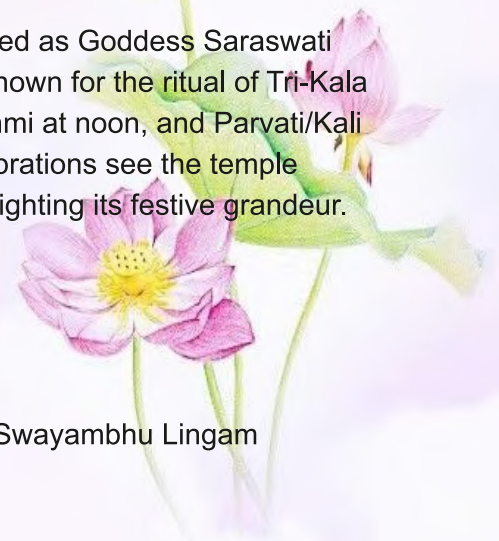 ed as Goddess Saraswati
nown for the ritual of Tri-Kala
mi at noon, and Parvati/Kali
orations see the temple
ighting its festive grandeur.
Swayambhu Lingam